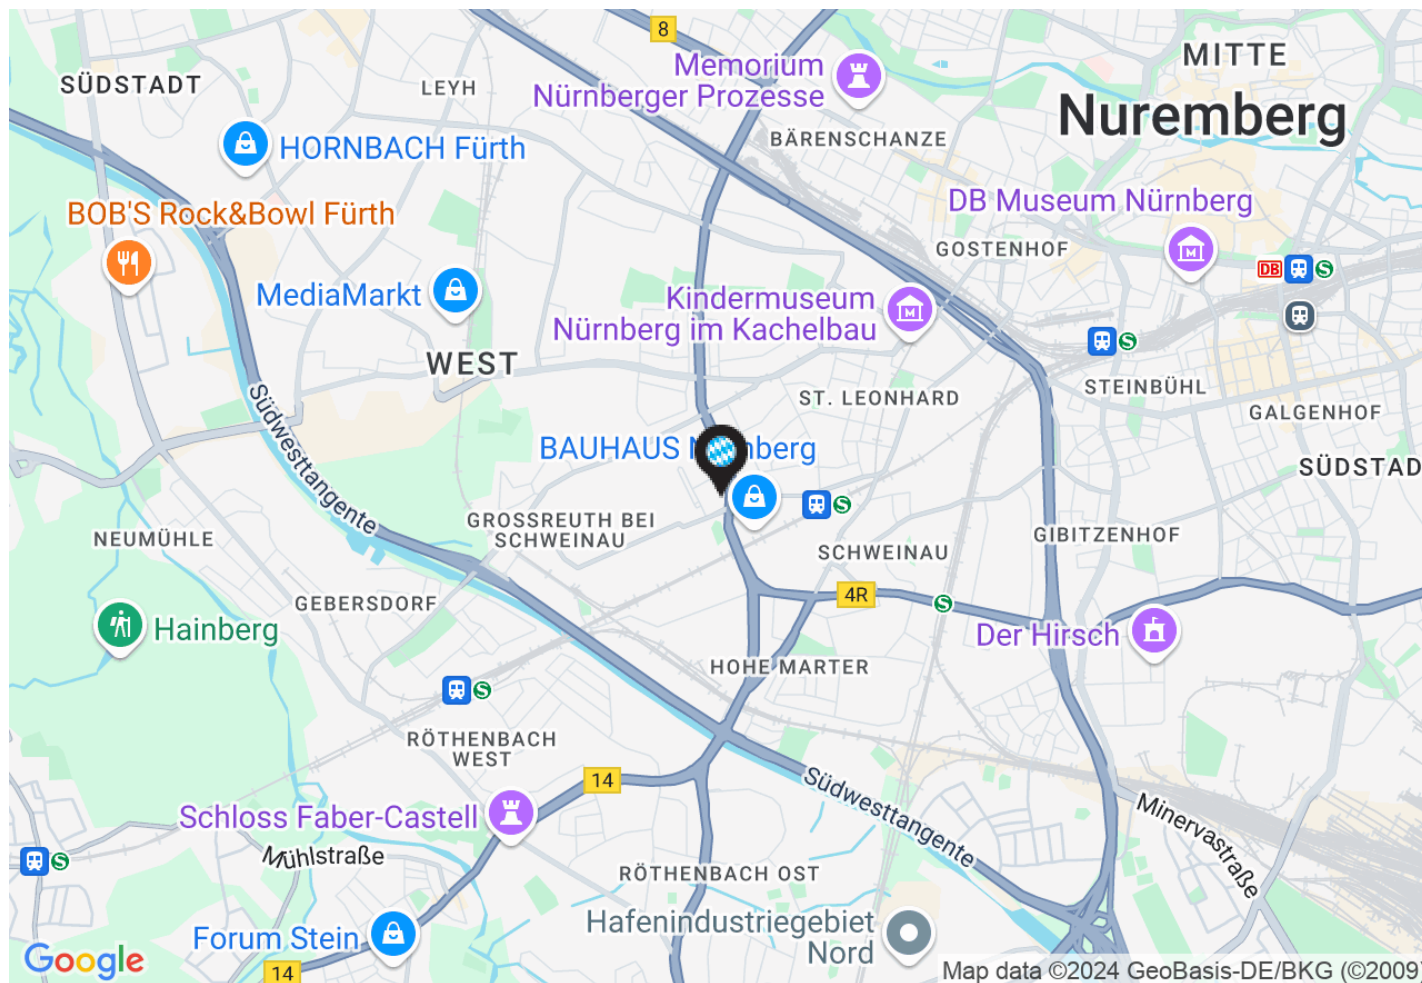 8
MITTE
Memorium
Nürnberger Prozesse
SÜDSTADT
LEYH
Nuremberg
BÄRENSCHANZE
HORNBACH Fürth
DB Museum Nürnberg
BOB'S Rock&Bowl Fürth
GOSTENHOF
DB
S
MediaMarkt
Kindermuseum
Nürnberg im Kachelbau
S
WEST
STEINBÜHL
ST. LEONHARD
GALGENHOF
Südwesttangente
BAUHAUS N
nberg
SÜDSTAD
S
GROSSREUTH BEI
SCHWEINAU
NEUMÜHLE
GIBITZENHOF
SCHWEINAU
4R
GEBERSDORF
S
Hainberg
Der Hirsch
HOHE MARTER
S
RÖTHENBACH
WEST
14
Südwesttangente
Minervastraße
Schloss Faber-Castell
Mühlstraße
S
RÖTHENBACH OST
Hafenindustriegebiet
Nord
Forum Stein
Google
14
Map data ©2024 GeoBasis-DE/BKG (©2009)